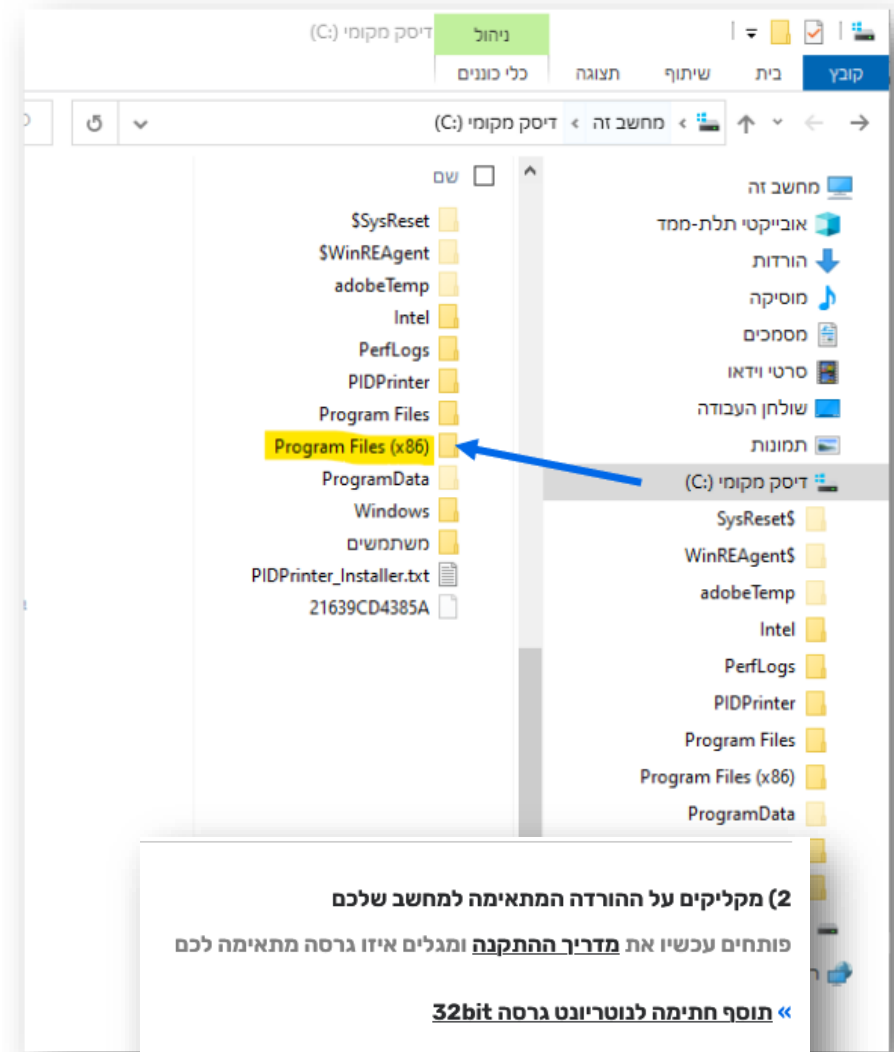 דיסק מקומי (C:)
ניהול
קובץ
בית
שיתוף
תצוגה
כלי כוננים
מחשב זה › דיסק מקומי (C:)
מחשב זה
אובייקטי תלת-ממד
הורדות
מוסיקה
מסמכים
סרטי וידאו
שולחן העבודה
תמונות
דיסק מקומי (C:)
SysReset$
WinREAgent$
adobeTemp
Intel
PerfLogs
PIDPrinter
Program Files
Program Files (x86)
ProgramData
שם
$SysReset
$WinREAgent
adobeTemp
Intel
PerfLogs
PIDPrinter
Program Files
Program Files (x86)
ProgramData
Windows
משתמשים
PIDPrinter_Installer.txt
21639CD4385A
2) מקליקים על ההורדה המתאימה למחשב שלכם
פותחים עכשיו את מדריך ההתקנה ומגלים איזו גרסה מתאימה לכם
» תוסף חתימה לנוטריונט גרסה 32bit